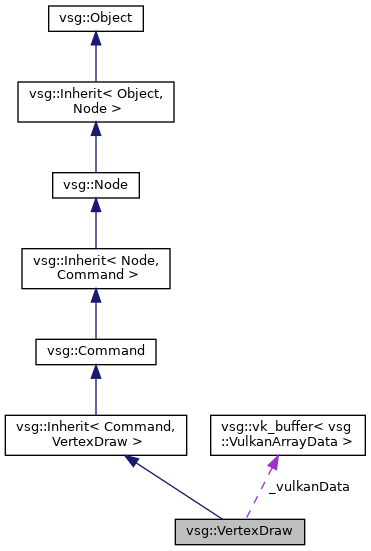 vsg::Object
vsg::Inherit< Object,
Node >
vsg::Node
vsg::Inherit< Node,
Command >
vsg::Command
vsg::Inherit< Command,
VertexDraw >
vsg::vk_buffer< vsg
::VulkanArrayData >
_vulkanData
vsg::VertexDraw